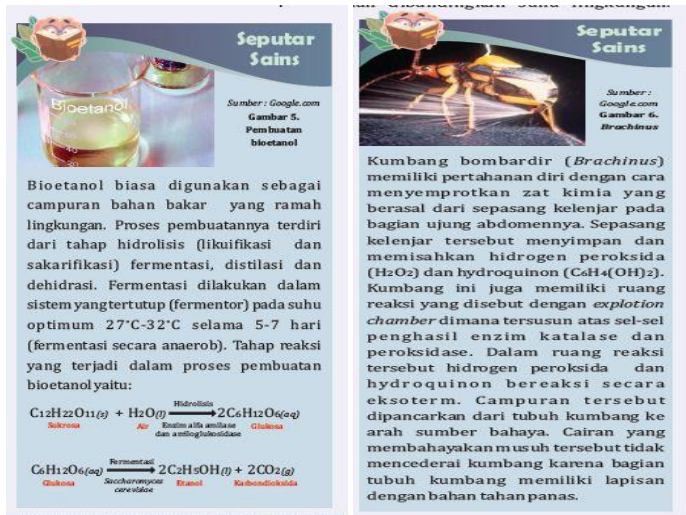 Seputar
Sains
Bioetanol
Sumber : Google.com
Gambar 5.
Pembuatan
bioetanol
Bioetanol biasa digunakan sebagai
campuran bahan bakar yang ramah
lingkungan. Proses pembuatannya terdiri
dari tahap hidrolisis (likuifikasi dan
sakarifikasi) fermentasi, distilasi dan
dehidrasi. Fermentasi dilakukan dalam
sistem yang tertutup (fermentor) pada suhu
optimum 27°C-32°C selama 5-7 hari
(fermentasi secara anaerob). Tahap reaksi
yang terjadi dalam proses pembuatan
bioetanol yaitu:
Hidrolisis
C12H22O11(s) + H2O(l) → 2C6H12O6(aq)
Sukrosa Air Enzim alfa amilase Glukosa
dan amiloglukosidase
Fermentasi
C6H12O6(aq) → 2C2H5OH(l) + 2CO2(g)
Glukosa Saccharomyces Etanol Karbondioksida
cerevisiae
Seputar
Sains
Sumber :
Google.com
Gambar 6.
Brachinus
Kumbang bombardir (Brachinus)
memiliki pertahanan diri dengan cara
menyemprotkan zat kimia yang
berasal dari sepasang kelenjar pada
bagian ujung abdomennya. Sepasang
kelenjar tersebut menyimpan dan
memisahkan hidrogen peroksida
(H2O2) dan hydroquinon (C6H4(OH)2).
Kumbang ini juga memiliki ruang
reaksi yang disebut dengan explotion
chamber dimana tersusun atas sel-sel
penghasil enzim katalase dan
peroksidase. Dalam ruang reaksi
tersebut hidrogen peroksida dan
hydroquinon bereaksi secara
eksoterm. Campuran tersebut
dipancarkan dari tubuh kumbang ke
arah sumber bahaya. Cairan yang
membahayakan musuh tersebut tidak
mencederai kumbang karena bagian
tubuh kumbang memiliki lapisan
dengan bahan tahan panas.